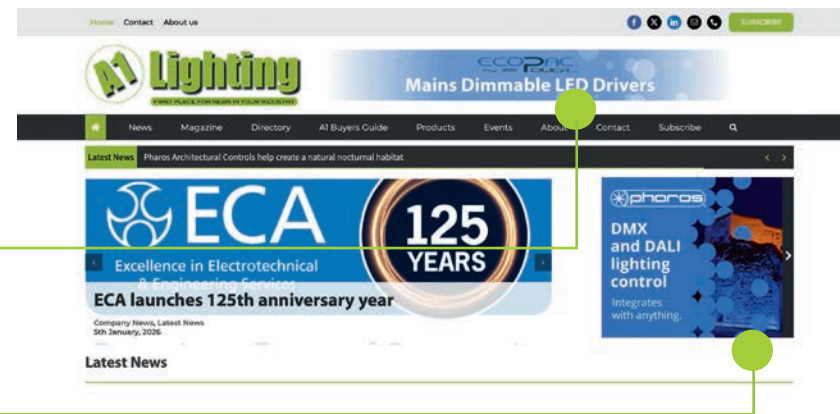 Home Contact About us
SUBSCRIBE
A1 Lighting
FIRST PLACE FOR NEWS IN YOUR INDUSTRY
ECOPAC
POWER
Mains Dimmable LED Drivers
News Magazine Directory A1 Buyers Guide Products Events About Contact Subscribe
Latest News Pharos Architectural Controls help create a natural nocturnal habitat
ECA
Excellence in Electrotechnical
& Engineering Services
125
YEARS
ECA launches 125th anniversary year
Company News, Latest News
5th January, 2026
pharos
DMX
and DALI
lighting
control
Integrates
with anything.
Latest News